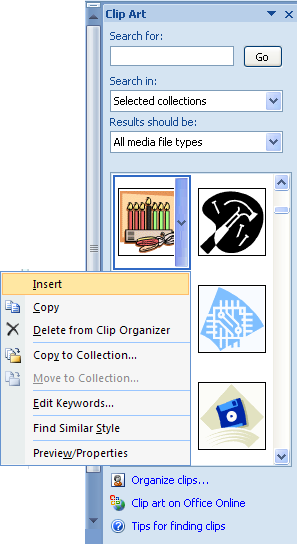 Clip Art
Search for:
Go
Search in:
Selected collections
Results should be:
All media file types
Insert
Copy
Delete from Clip Organizer
Copy to Collection...
Move to Collection...
Edit Keywords...
Find Similar Style
Preview/Properties
Organize clips...
Clip art on Office Online
Tips for finding clips